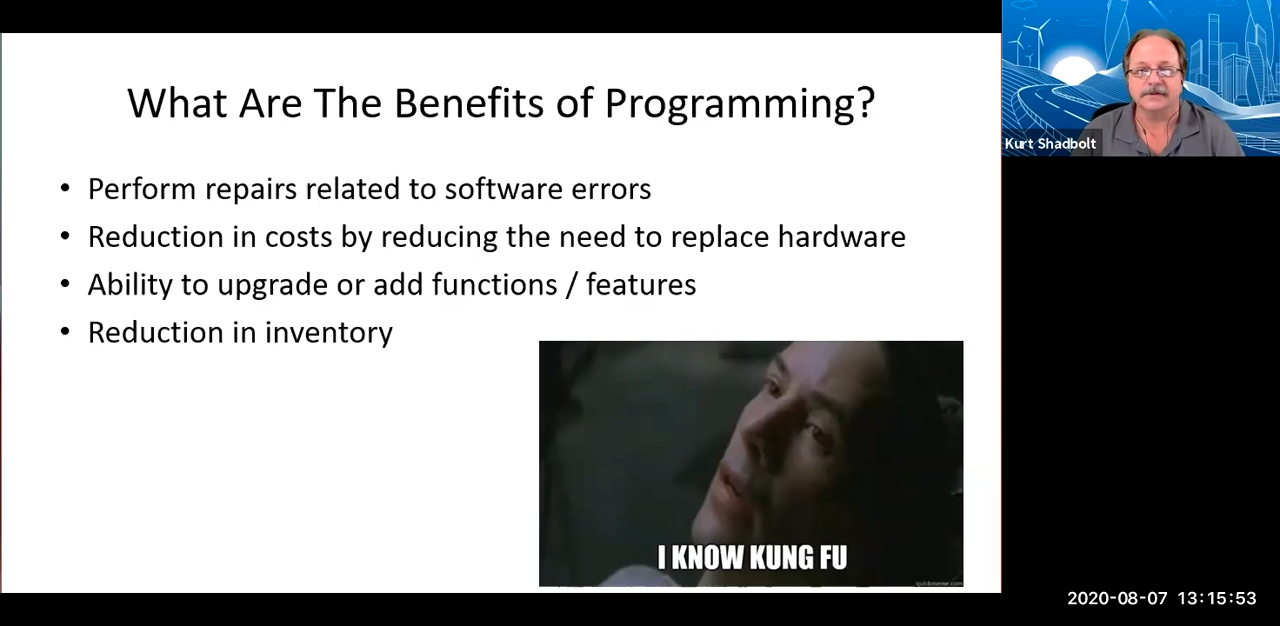 What Are The Benefits of Programming?
• Perform repairs related to software errors
• Reduction in costs by reducing the need to replace hardware
• Ability to upgrade or add functions / features
• Reduction in inventory
I KNOW KUNG FU
quickmeme.com
Kurt Shadbolt
2020-08-07 13:15:53